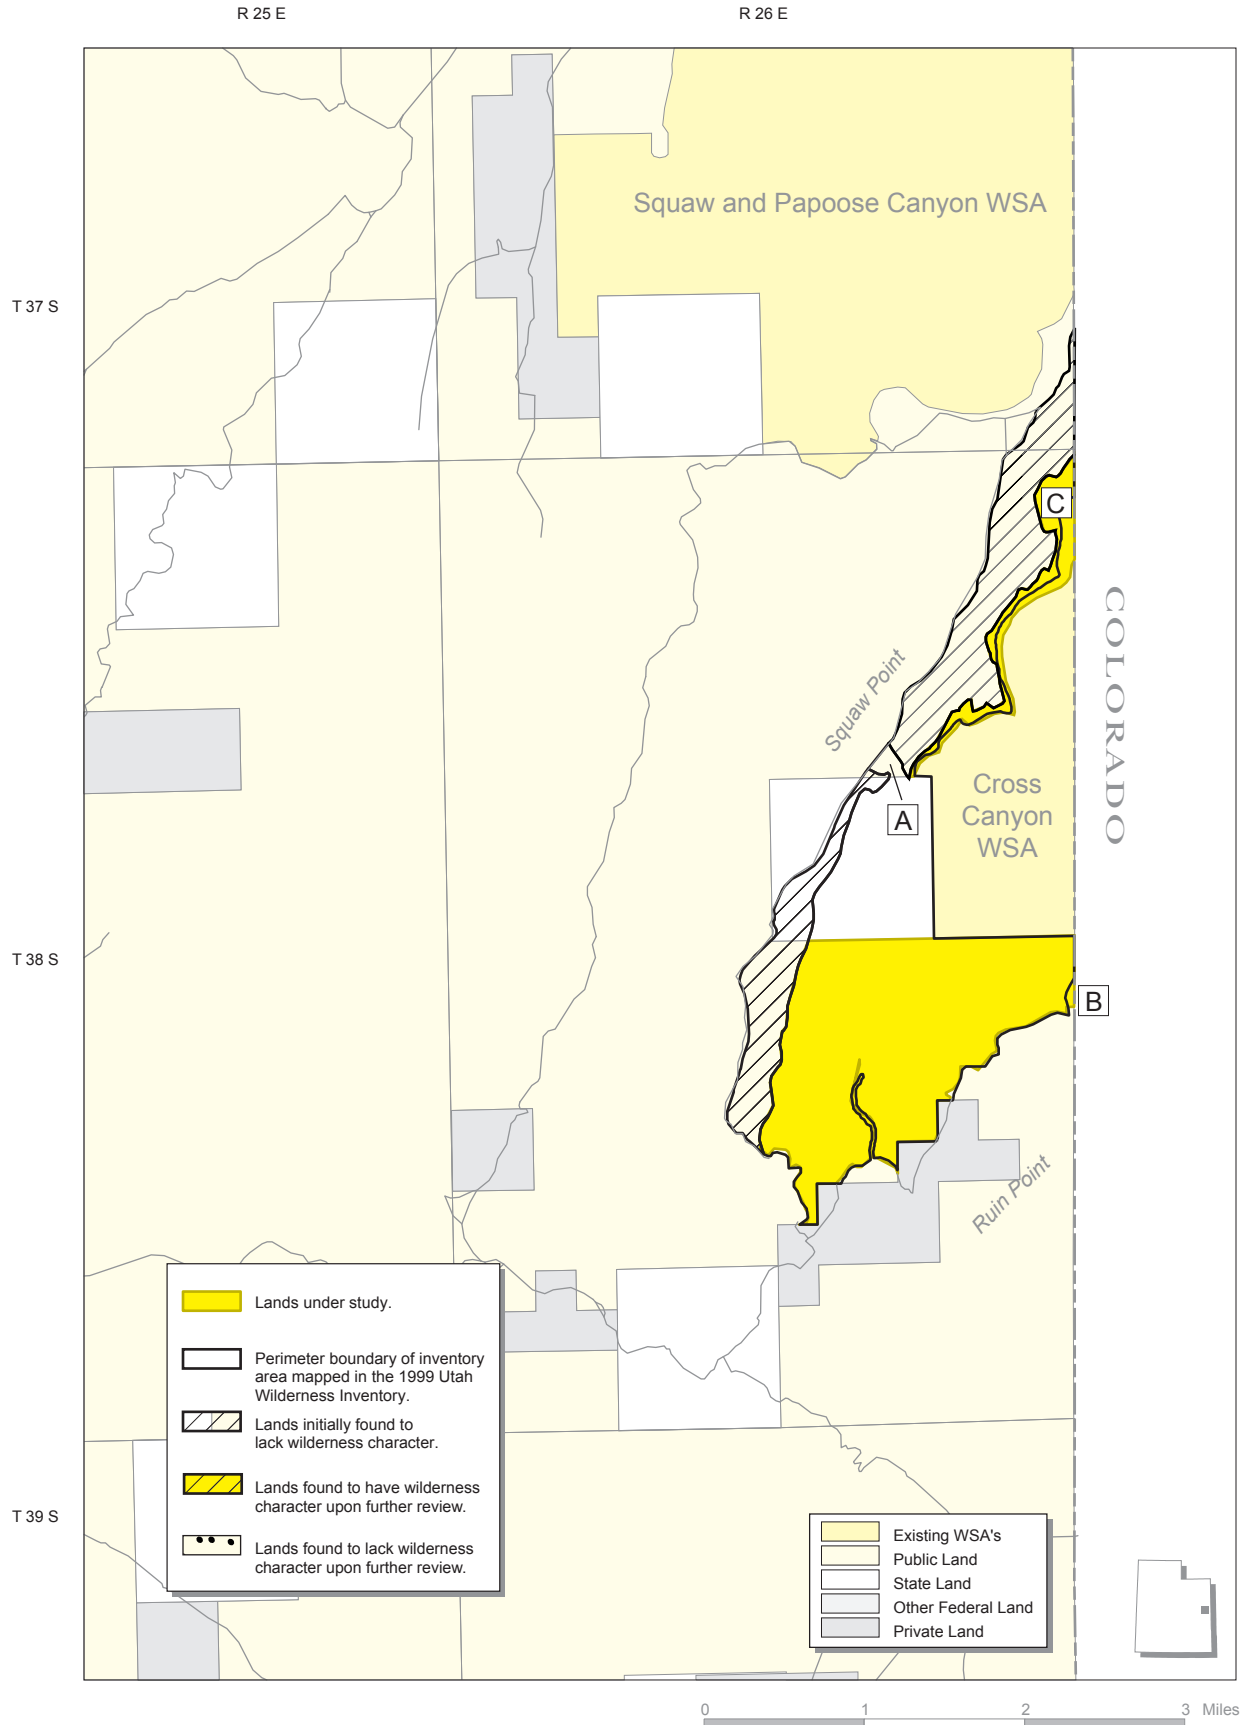 R 25 E
R 26 E
Squaw and Papoose Canyon WSA
T 37 S
C
COLORADO
Squaw Point
Cross
Canyon
WSA
A
T 38 S
B
Ruin Point
Lands under study.
Perimeter boundary of inventory
area mapped in the 1999 Utah
Wilderness Inventory.
Lands initially found to
lack wilderness character.
Lands found to have wilderness
character upon further review.
Lands found to lack wilderness
character upon further review.
T 39 S
Existing WSA's
Public Land
State Land
Other Federal Land
Private Land
0 1 2 3 Miles